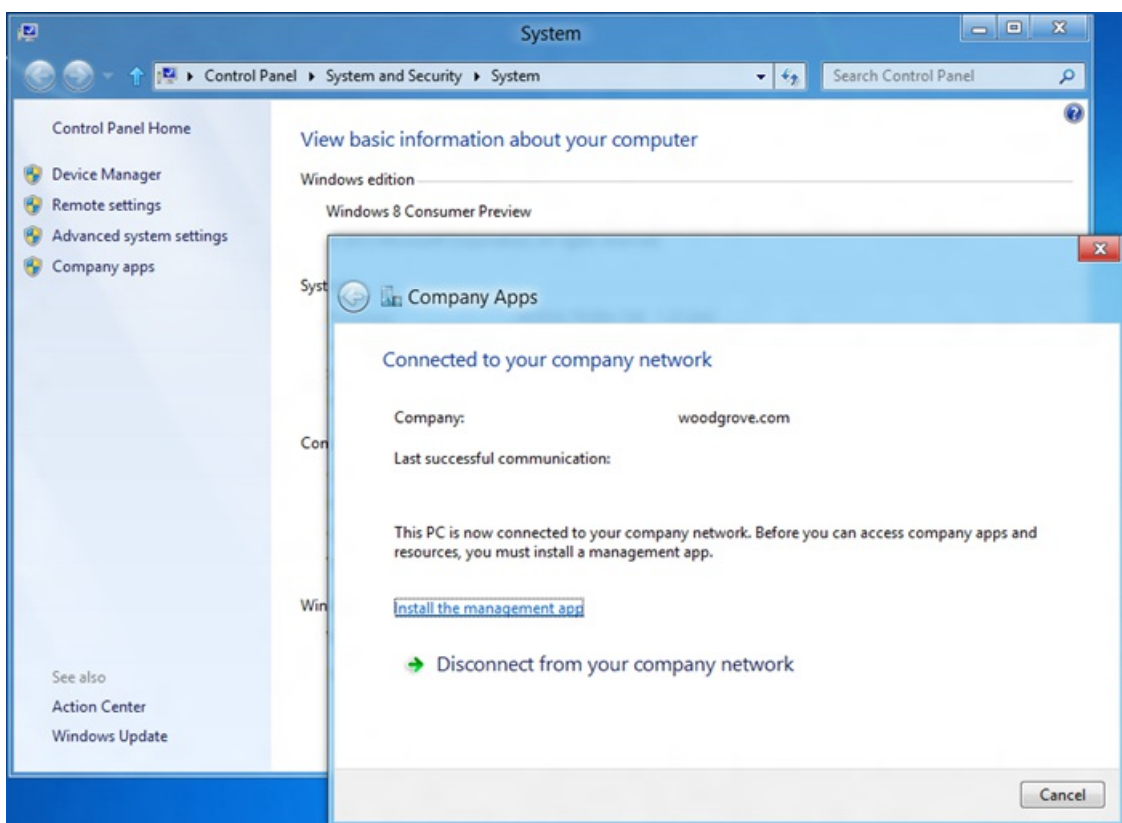 System
Control Panel System and Security System
Search Control Panel
Control Panel Home
Device Manager
Remote settings
Advanced system settings
Company apps
See also
Action Center
Windows Update
View basic information about your computer
Windows edition
Windows 8 Consumer Preview
Syst
Con
Win
Company Apps
Connected to your company network
Company: woodgrove.com
Last successful communication:
This PC is now connected to your company network. Before you can access company apps and
resources, you must install a management app.
Install the management app
Disconnect from your company network
Cancel